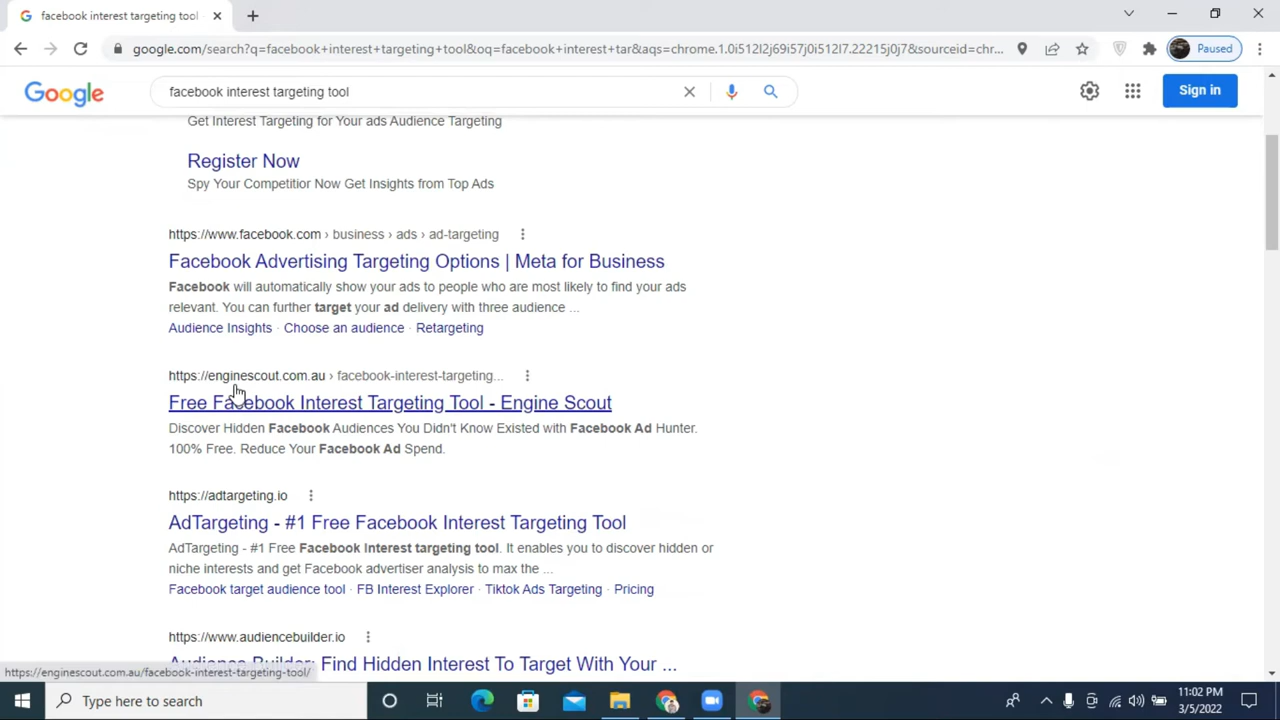 facebook interest targeting tool
google.com/search?q=facebook+interest+targeting+tool&oq=facebook+interest+tar&aqs=chrome.1.0i512l2j69i57j0i512l7.22215j0j7&sourceid=chr...
Paused
Google
facebook interest targeting tool
Sign in
Get Interest Targeting for Your ads Audience Targeting
Register Now
Spy Your Competitior Now Get Insights from Top Ads
https://www.facebook.com › business › ads › ad-targeting
Facebook Advertising Targeting Options | Meta for Business
Facebook will automatically show your ads to people who are most likely to find your ads
relevant. You can further target your ad delivery with three audience ...
Audience Insights · Choose an audience · Retargeting
https://enginescout.com.au › facebook-interest-targeting...
Free Facebook Interest Targeting Tool - Engine Scout
Discover Hidden Facebook Audiences You Didn't Know Existed with Facebook Ad Hunter.
100% Free. Reduce Your Facebook Ad Spend.
https://adtargeting.io
AdTargeting - #1 Free Facebook Interest Targeting Tool
AdTargeting - #1 Free Facebook Interest targeting tool. It enables you to discover hidden or
niche interests and get Facebook advertiser analysis to max the ...
Facebook target audience tool · FB Interest Explorer · Tiktok Ads Targeting · Pricing
https://www.audiencebuilder.io
Audience Builder: Find Hidden Interest To Target With Your ...
https://enginescout.com.au/facebook-interest-targeting-tool/
Type here to search
11:02 PM
3/5/2022